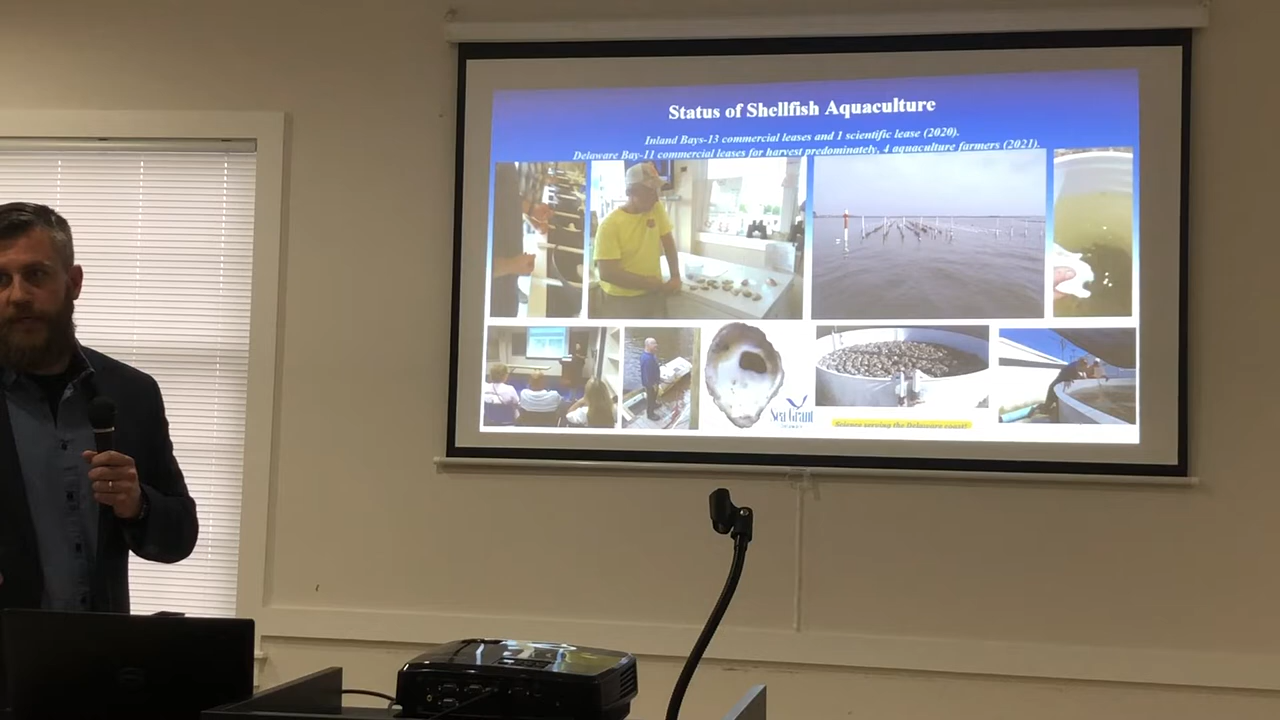 Status of Shellfish Aquaculture
Inland Bays-13 commercial leases and 1 scientific lease (2020).
Delaware Bay-11 commercial leases for harvest predominately, 4 aquaculture farmers (2021).
Sea Grant
Science serving the Delaware coast!